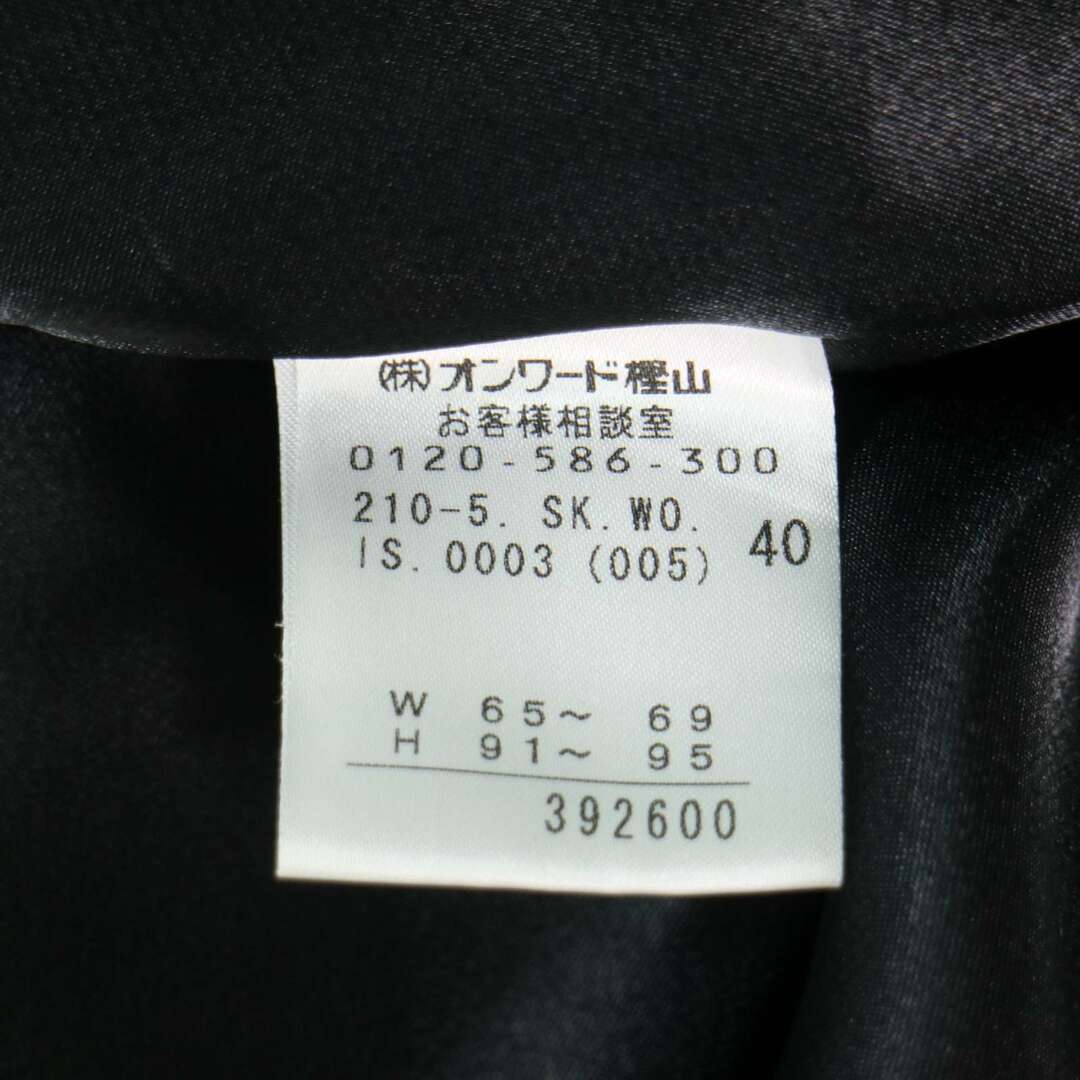 (株)オンワード樫山
お客様相談室
0120-586-300
210-5. SK.WO.
IS.0003 (005) 40
W 65〜 69
H 91〜 95
392600